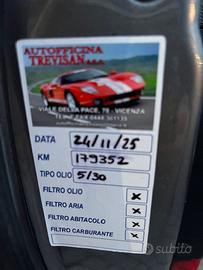 AUTOFFICINA
TREVISAN s.n.c.
VIALE DELLA PACE, 78 - VICENZA
DATA 24/11/25
KM 179352
TIPO OLIO 5/30
FILTRO OLIO x
FILTRO ARIA x
FILTRO ABITACOLO x
FILTRO CARBURANTE x
subito